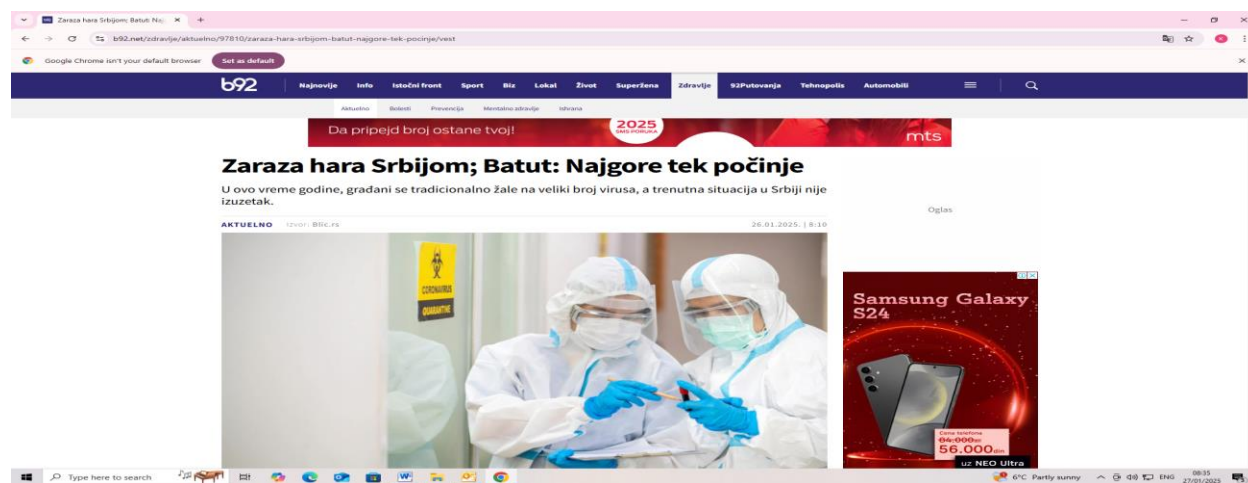 Zaraza hara Srbijom; Batut: Naj
b92.net/zdravlje/aktuelno/97810/zaraza-hara-srbijom-batut-najgore-tek-pocinje/vest
Google Chrome isn't your default browser Set as default
b92 Najnovije Info Istočni front Sport Biz Lokal Život Superžena Zdravlje 92Putovanja Tehnopolis Automobili
Aktuelno Bolesti Prevencija Mentalno zdravlje Ishrana
Da pripejd broj ostane tvoj!
2025
SMS PORUKA
mts
Zaraza hara Srbijom; Batut: Najgore tek počinje
U ovo vreme godine, građani se tradicionalno žale na veliki broj virusa, a trenutna situacija u Srbiji nije
izuzetak.
Oglas
AKTUELNO Izvor: Blic.rs 26.01.2025. | 8:10
CORONAVIRUS
QUARANTINE
Samsung Galaxy
S24
Cena telefona
84.000din
56.000din
uz NEO Ultra
Type here to search
6°C Partly sunny
ENG
08:35
27/01/2025